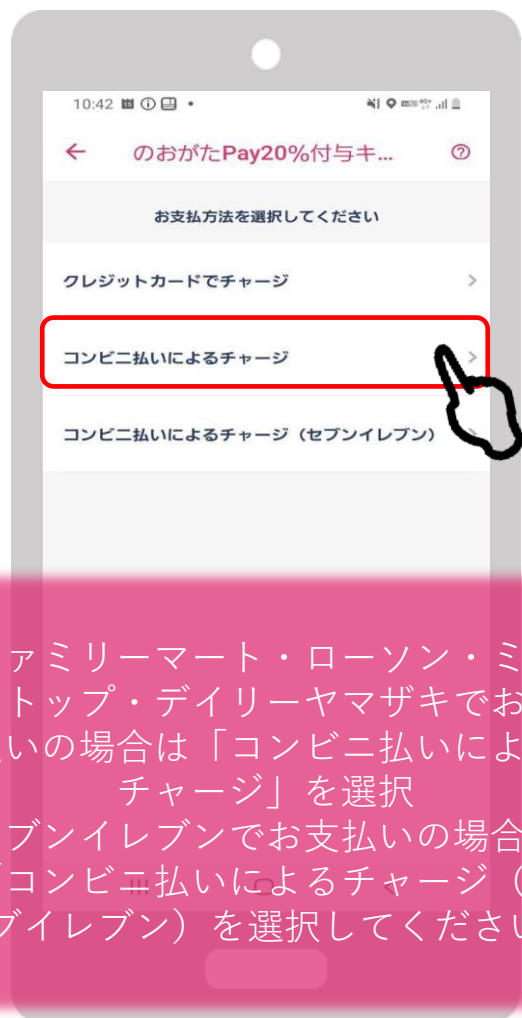 10:42
のおがたPay20%付与キ...
お支払方法を選択してください
クレジットカードでチャージ
コンビニ払いによるチャージ
コンビニ払いによるチャージ（セブンイレブン）
ァミリーマート・ローソン・ミ
トップ・デイリーヤマザキでお
いの場合は「コンビニ払いによ
チャージ」を選択
ブンイレブンでお支払いの場合
「コンビニ払いによるチャージ（
ブイレブン）を選択してください